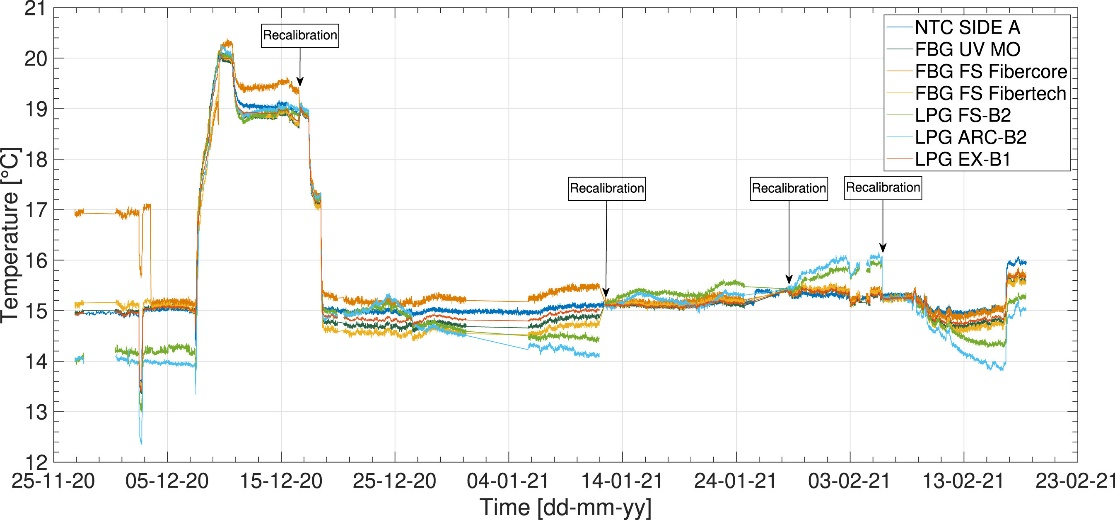 21
20
19
18
17
16
15
14
13
12
Temperature [°C]
Recalibration
Recalibration
Recalibration
Recalibration
NTC SIDE A
FBG UV MO
FBG FS Fibercore
FBG FS Fibertech
LPG FS-B2
LPG ARC-B2
LPG EX-B1
25-11-20 05-12-20 15-12-20 25-12-20 04-01-21 14-01-21 24-01-21 03-02-21 13-02-21 23-02-21
Time [dd-mm-yy]